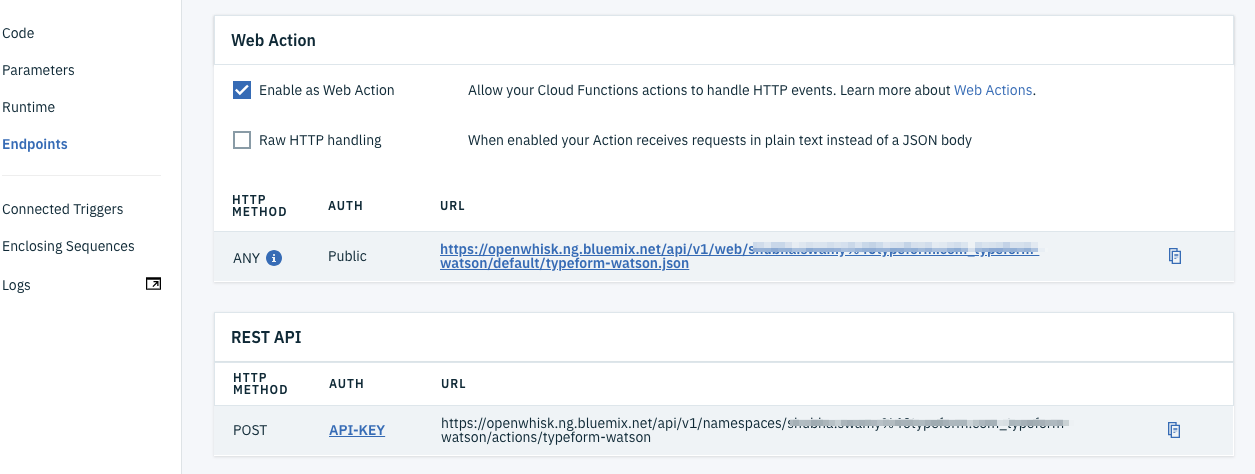 Code
Parameters
Runtime
Endpoints
Connected Triggers
Enclosing Sequences
Logs
Web Action
Enable as Web Action
Allow your Cloud Functions actions to handle HTTP events. Learn more about Web Actions.
Raw HTTP handling
When enabled your Action receives requests in plain text instead of a JSON body
HTTP
METHOD
AUTH
URL
ANY
Public
https://openwhisk.ng.bluemix.net/api/v1/web/
watson/default/typeform-watson.json
REST API
HTTP
METHOD
AUTH
URL
POST
API-KEY
https://openwhisk.ng.bluemix.net/api/v1/namespaces/
watson/actions/typeform-watson